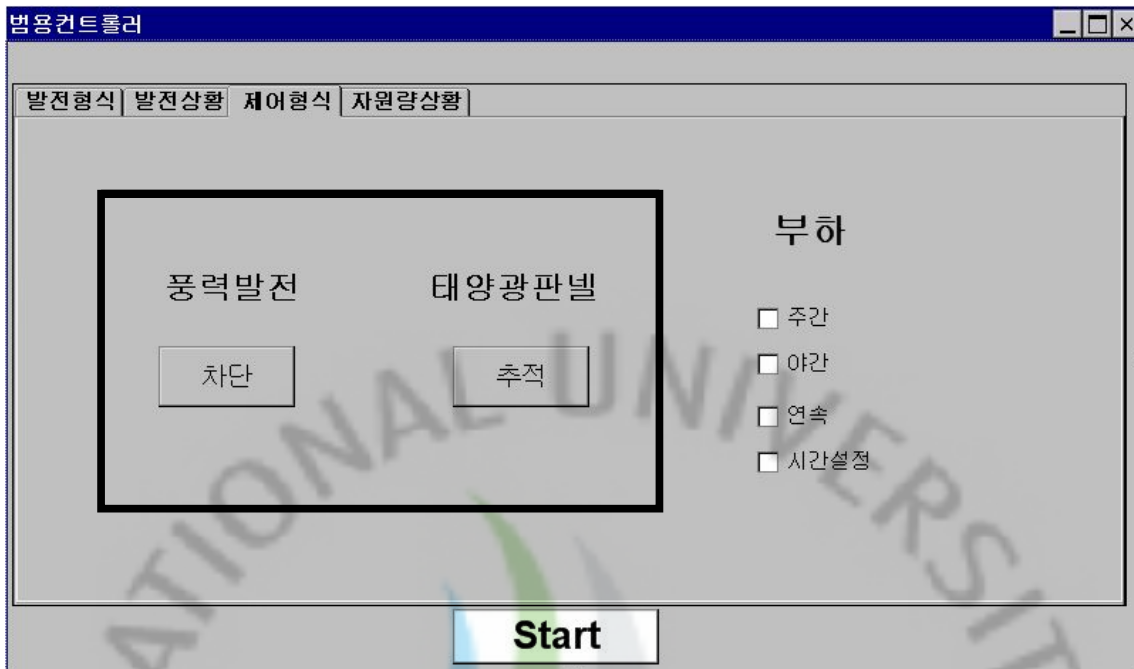 범용컨트롤러
발전형식 발전상황 제어형식 자원량상황
풍력발전 태양광판넬 부하
차단 추적
주간
야간
연속
시간설정
Start
ATIONAL UNIVERSIT